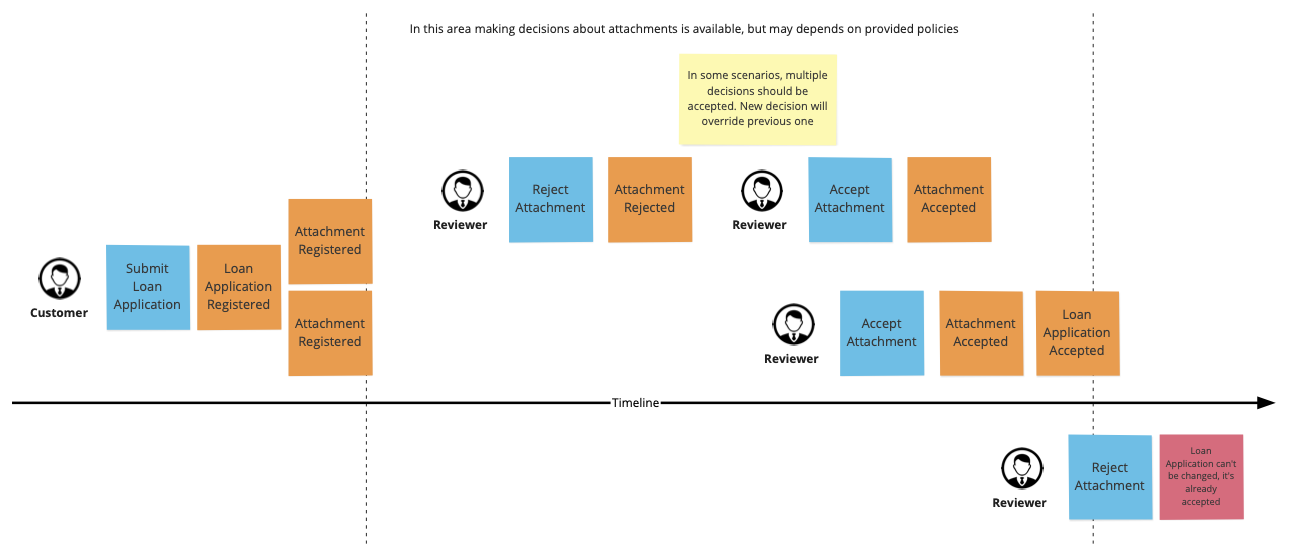 In this area making decisions about attachments is available, but may depends on provided policies
In some scenarios, multiple
decisions should be
accepted. New decision will
override previous one
Reviewer
Reject
Attachment
Attachment
Rejected
Reviewer
Accept
Attachment
Attachment
Accepted
Customer
Submit
Loan
Application
Loan
Application
Registered
Attachment
Registered
Attachment
Registered
Reviewer
Accept
Attachment
Attachment
Accepted
Loan
Application
Accepted
Timeline
Reviewer
Reject
Attachment
Loan
Application can't
be changed, it's
already
accepted